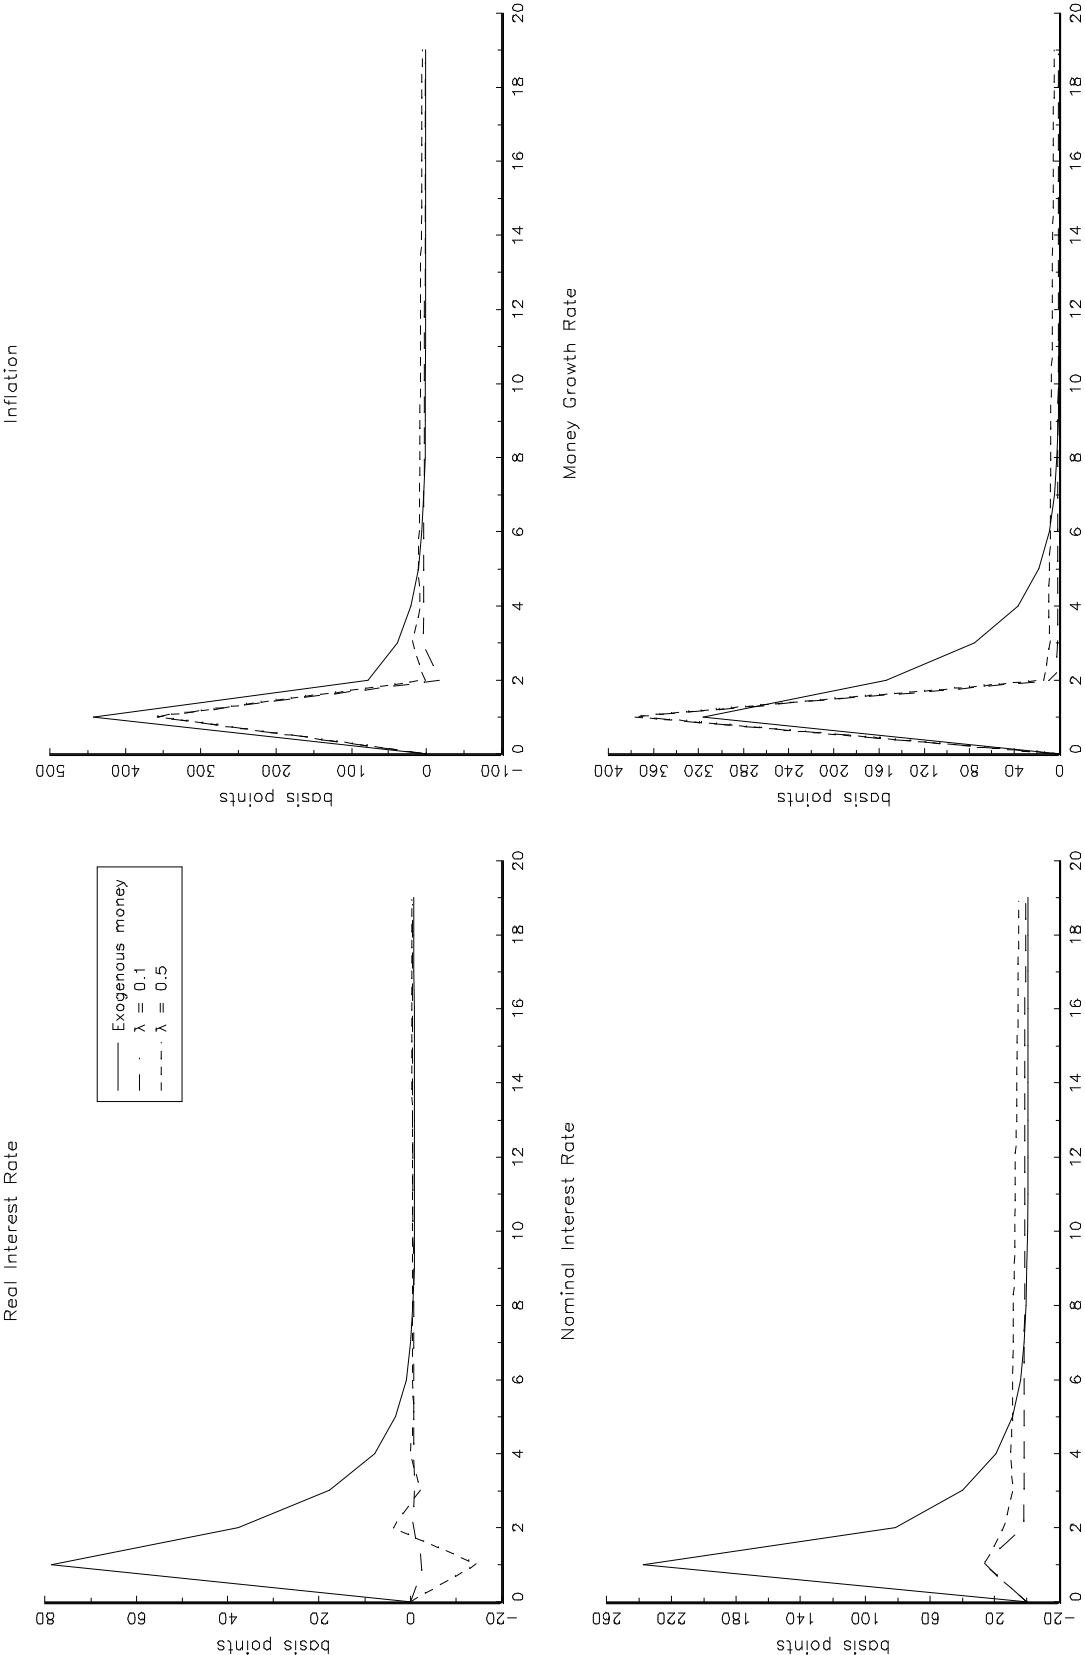 Real Interest Rate
basis points
80
60
40
20
0
−20
0 2 4 6 8 10 12 14 16 18 20
Exogenous money
λ = 0.1
λ = 0.5
Inflation
basis points
500
400
300
200
100
0
−100
0 2 4 6 8 10 12 14 16 18 20
Nominal Interest Rate
basis points
260
220
180
140
100
60
20
−20
0 2 4 6 8 10 12 14 16 18 20
Money Growth Rate
basis points
400
360
320
280
240
200
160
120
80
40
0
0 2 4 6 8 10 12 14 16 18 20